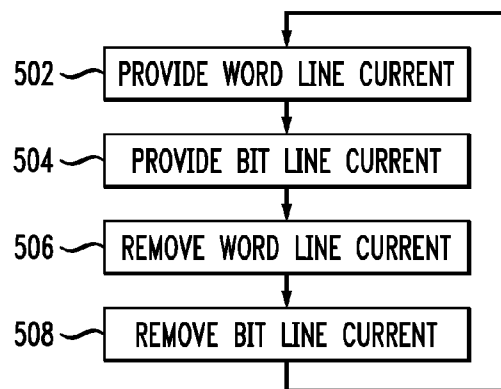 502 PROVIDE WORD LINE CURRENT
504 PROVIDE BIT LINE CURRENT
506 REMOVE WORD LINE CURRENT
508 REMOVE BIT LINE CURRENT